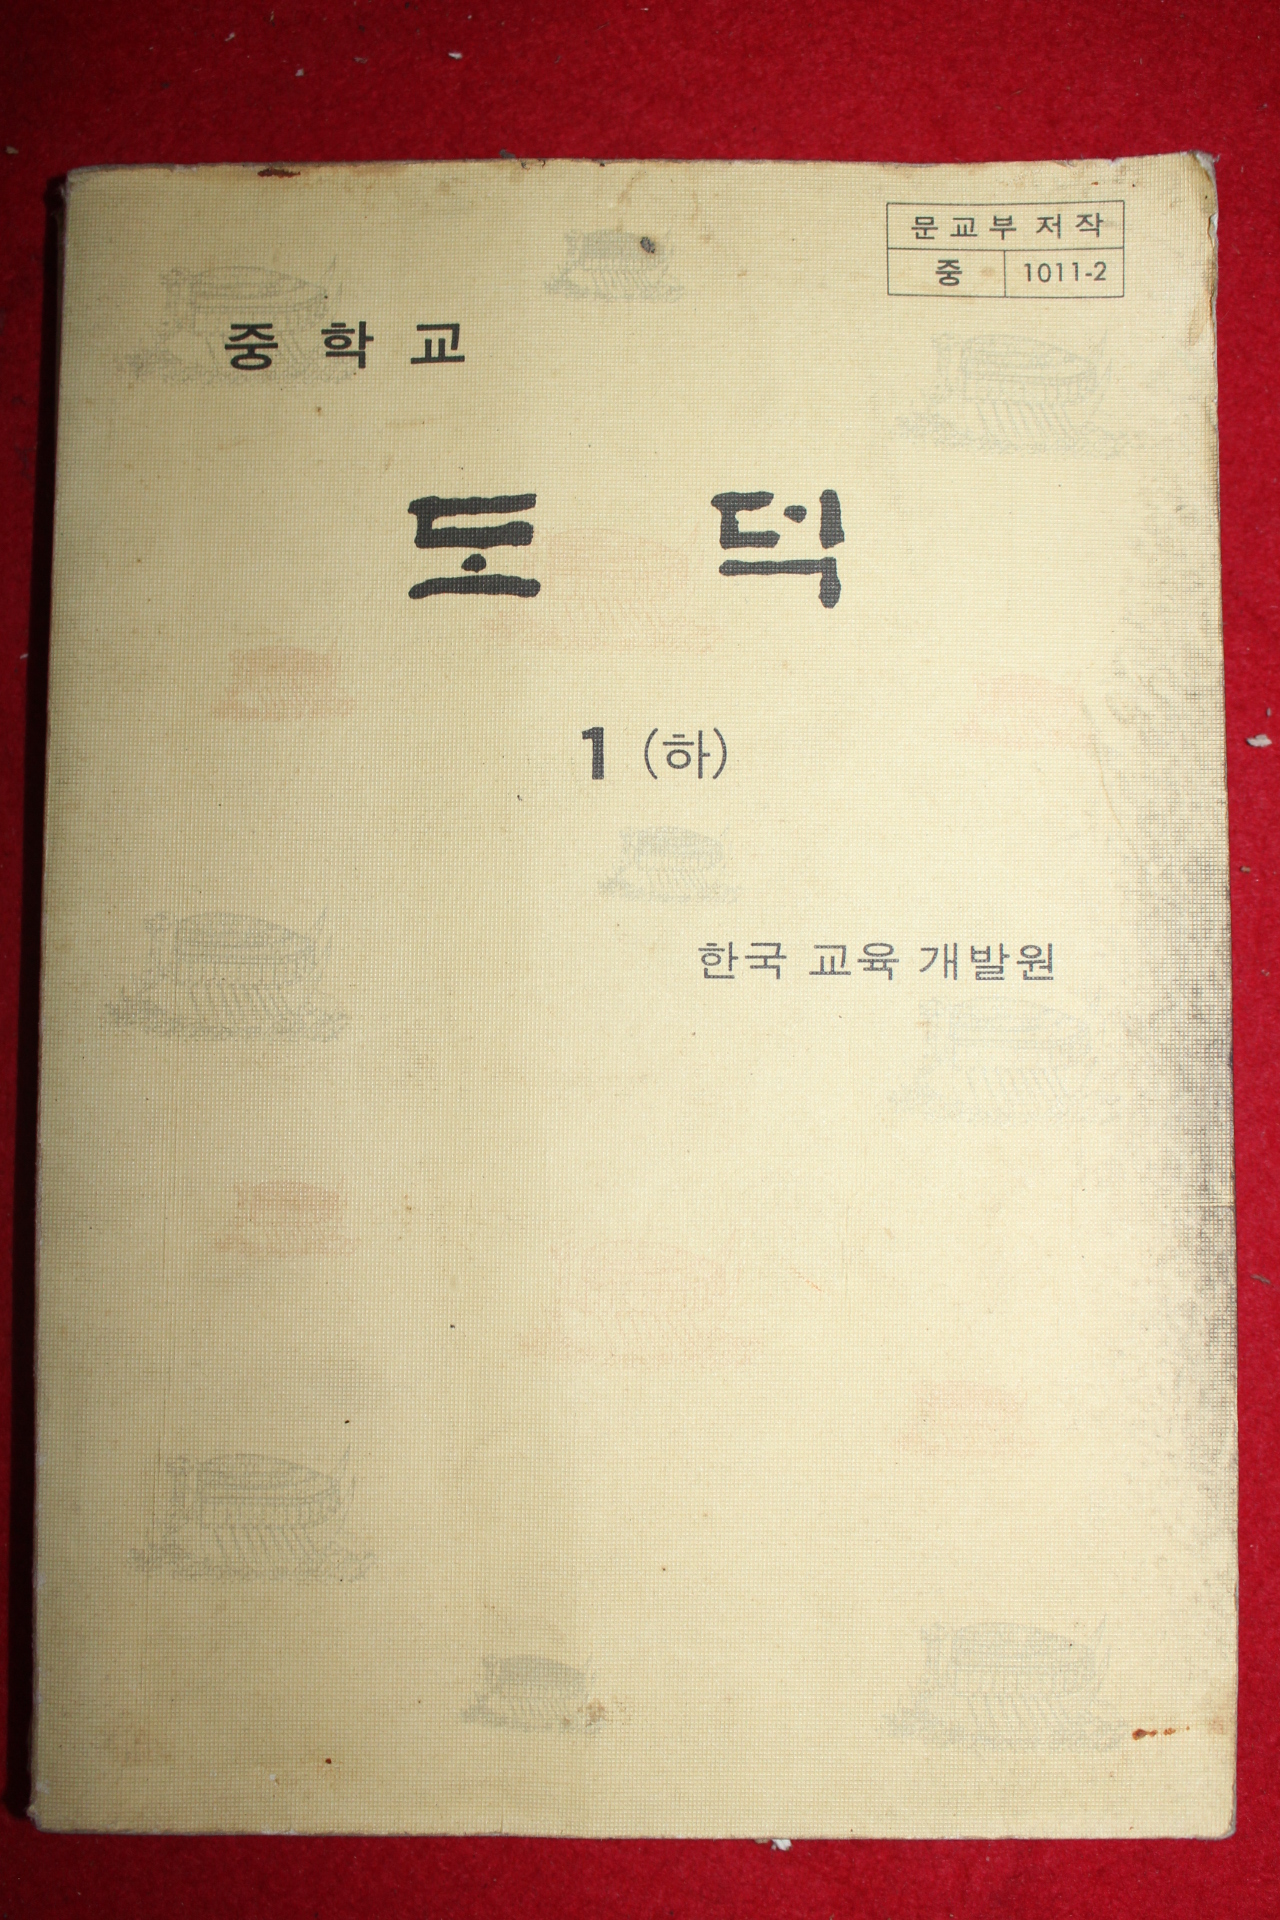 문교부 저작
중 1011-2
중학교
도덕
1 (하)
한국 교육 개발원